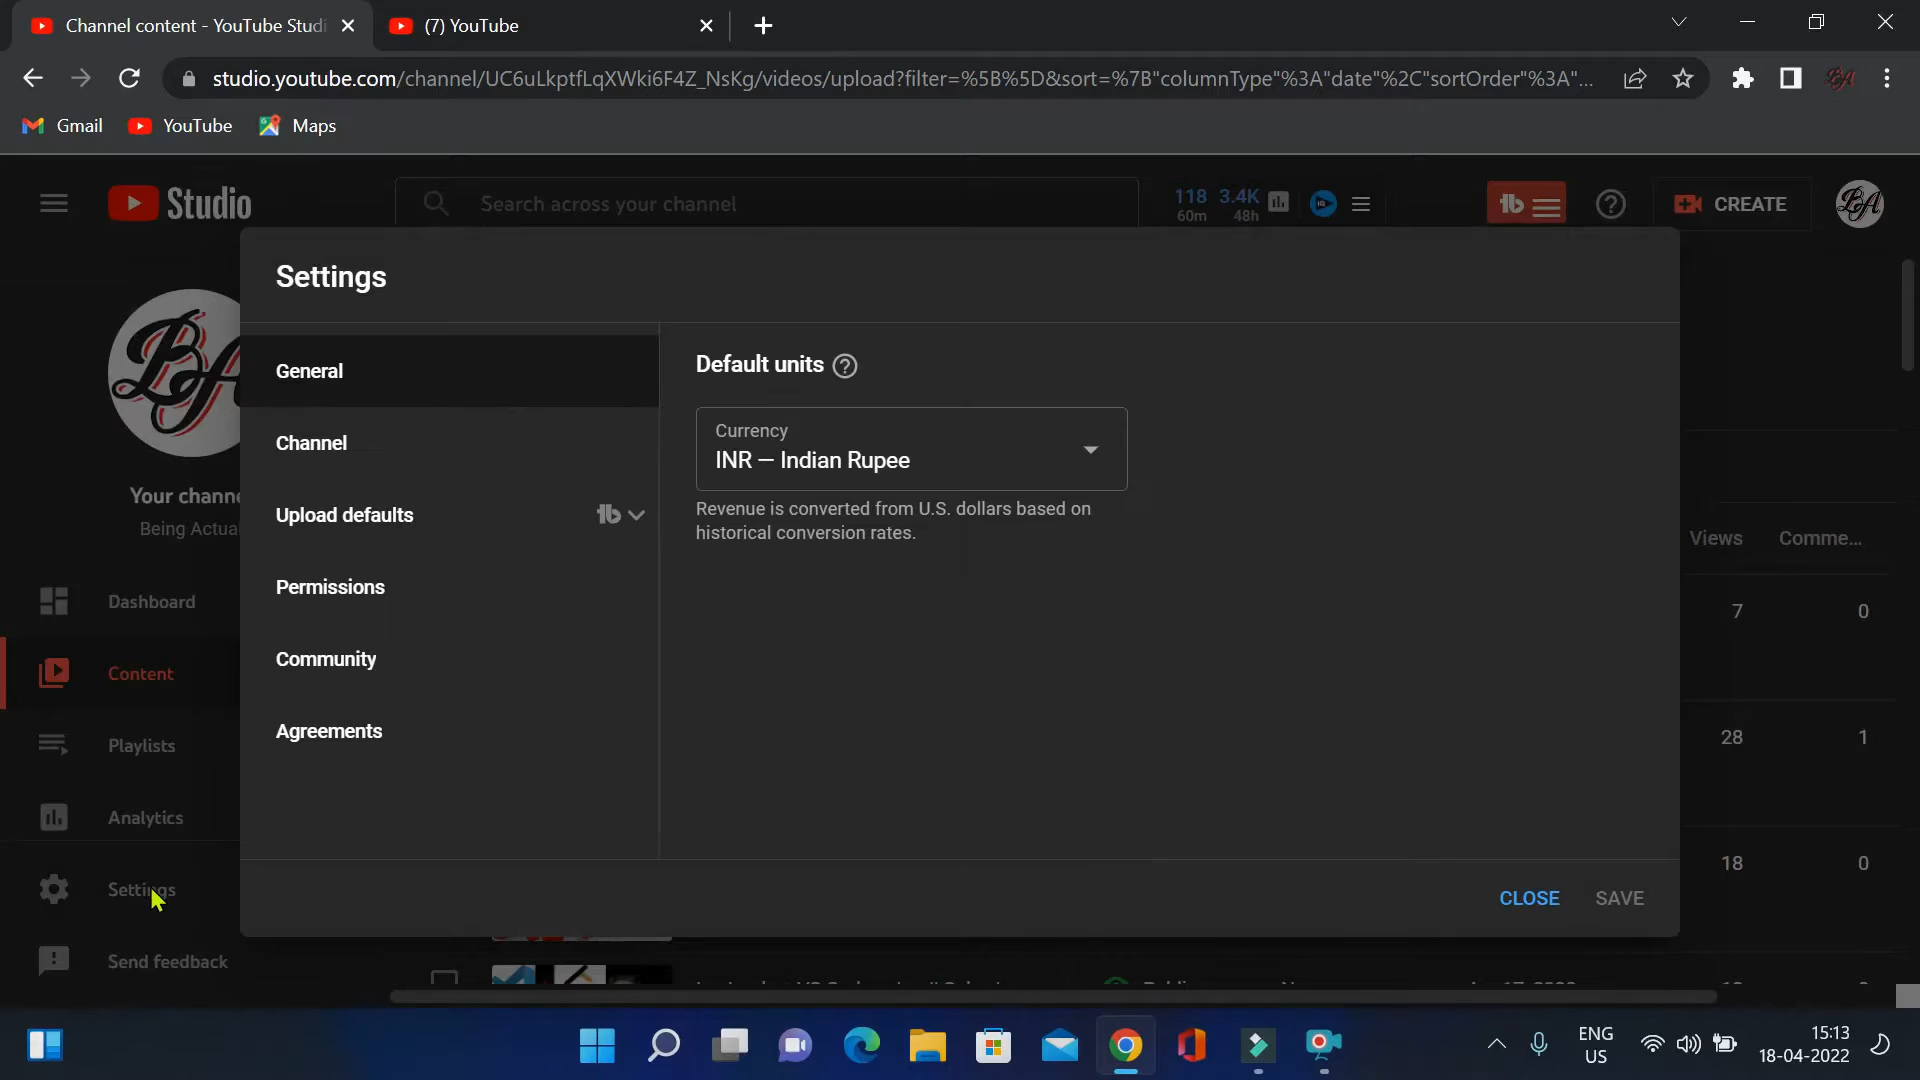 Channel content - YouTube Studi
(7) YouTube
studio.youtube.com/channel/UC6uLkptfLqXWki6F4Z_NsKg/videos/upload?filter=%5B%5D&sort=%7B"columnType"%3A"date"%2C"sortOrder"%3A"...
Gmail
YouTube
Maps
Studio
Search across your channel
118 3.4K
60m 48h
CREATE
Settings
General
Channel
Upload defaults
Permissions
Community
Agreements
Default units
Currency
INR — Indian Rupee
Revenue is converted from U.S. dollars based on
historical conversion rates.
CLOSE
SAVE
Your channe
Being Actual
Dashboard
Content
Playlists
Analytics
Settings
Send feedback
Views Comme...
7 0
28 1
18 0
ENG
US
15:13
18-04-2022